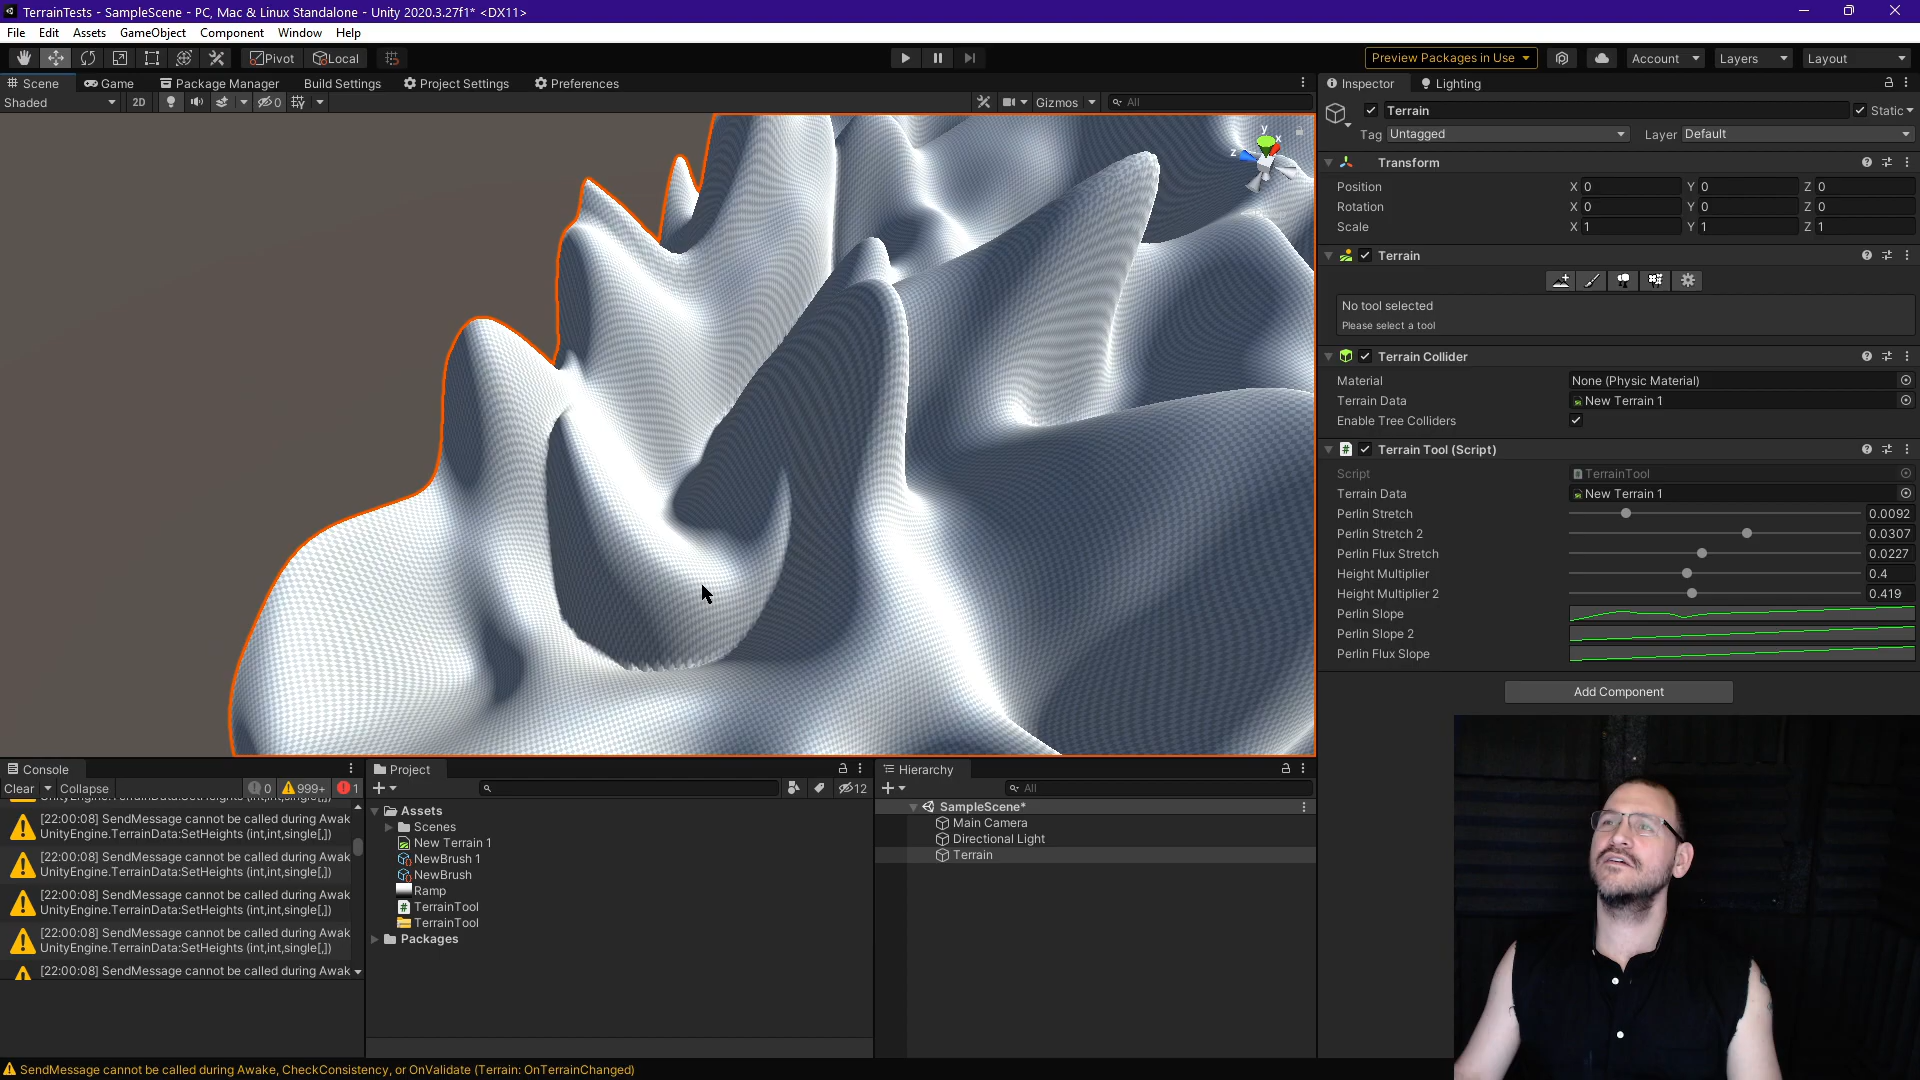 TerrainTests - SampleScene - PC, Mac & Linux Standalone - Unity 2020.3.27f1* <DX11>
File Edit Assets GameObject Component Window Help
Pivot Local Preview Packages in Use Account Layers Layout
Scene Game Package Manager Build Settings Project Settings Preferences
Shaded 2D 0 Gizmos All
y
x
z
Inspector Lighting
Terrain Static
Tag Untagged Layer Default
Transform
Position X 0 Y 0 Z 0
Rotation X 0 Y 0 Z 0
Scale X 1 Y 1 Z 1
Terrain
No tool selected
Please select a tool
Terrain Collider
Material None (Physic Material)
Terrain Data New Terrain 1
Enable Tree Colliders
Terrain Tool (Script)
Script TerrainTool
Terrain Data New Terrain 1
Perlin Stretch 0.0092
Perlin Stretch 2 0.0307
Perlin Flux Stretch 0.0227
Height Multiplier 0.4
Height Multiplier 2 0.419
Perlin Slope
Perlin Slope 2
Perlin Flux Slope
Add Component
Console
Clear Collapse 0 999+ 1
UnityEngine.TerrainData:SetHeights (int,int,single[,])
[22:00:08] SendMessage cannot be called during Awak
UnityEngine.TerrainData:SetHeights (int,int,single[,])
[22:00:08] SendMessage cannot be called during Awak
UnityEngine.TerrainData:SetHeights (int,int,single[,])
[22:00:08] SendMessage cannot be called during Awak
UnityEngine.TerrainData:SetHeights (int,int,single[,])
[22:00:08] SendMessage cannot be called during Awak
UnityEngine.TerrainData:SetHeights (int,int,single[,])
[22:00:08] SendMessage cannot be called during Awak
Project
12
Assets
Scenes
New Terrain 1
NewBrush 1
NewBrush
Ramp
TerrainTool
TerrainTool
Packages
Hierarchy
All
SampleScene*
Main Camera
Directional Light
Terrain
SendMessage cannot be called during Awake, CheckConsistency, or OnValidate (Terrain: OnTerrainChanged)